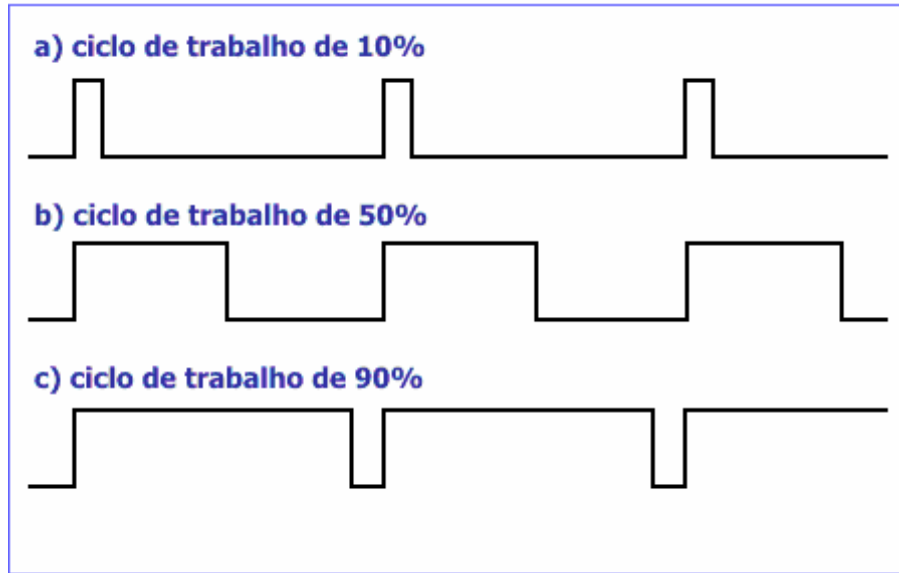 a) ciclo de trabalho de 10%
b) ciclo de trabalho de 50%
c) ciclo de trabalho de 90%